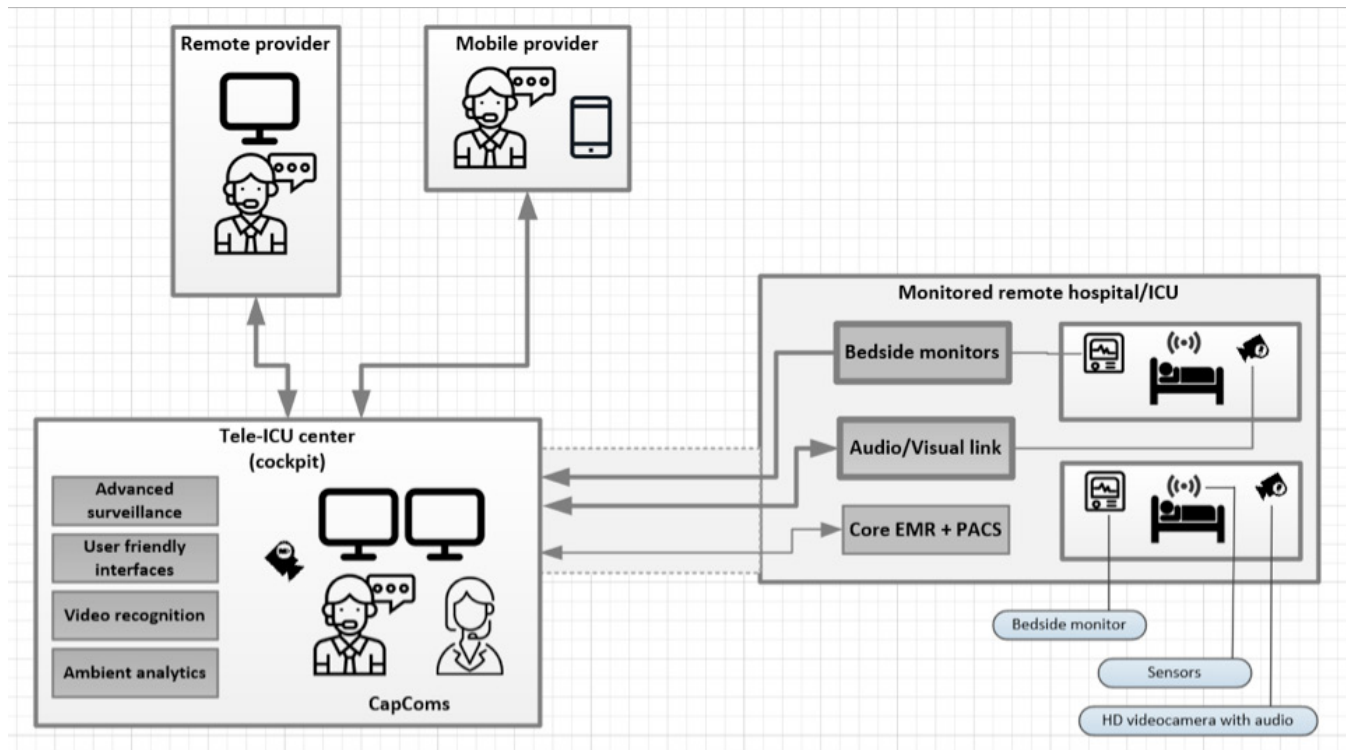 Remote provider
Mobile provider
Monitored remote hospital/ICU
Bedside monitors
Audio/Visual link
Core EMR + PACS
Tele-ICU center
(cockpit)
Advanced
surveillance
User friendly
interfaces
Video recognition
Ambient analytics
CapComs
Bedside monitor
Sensors
HD videocamera with audio